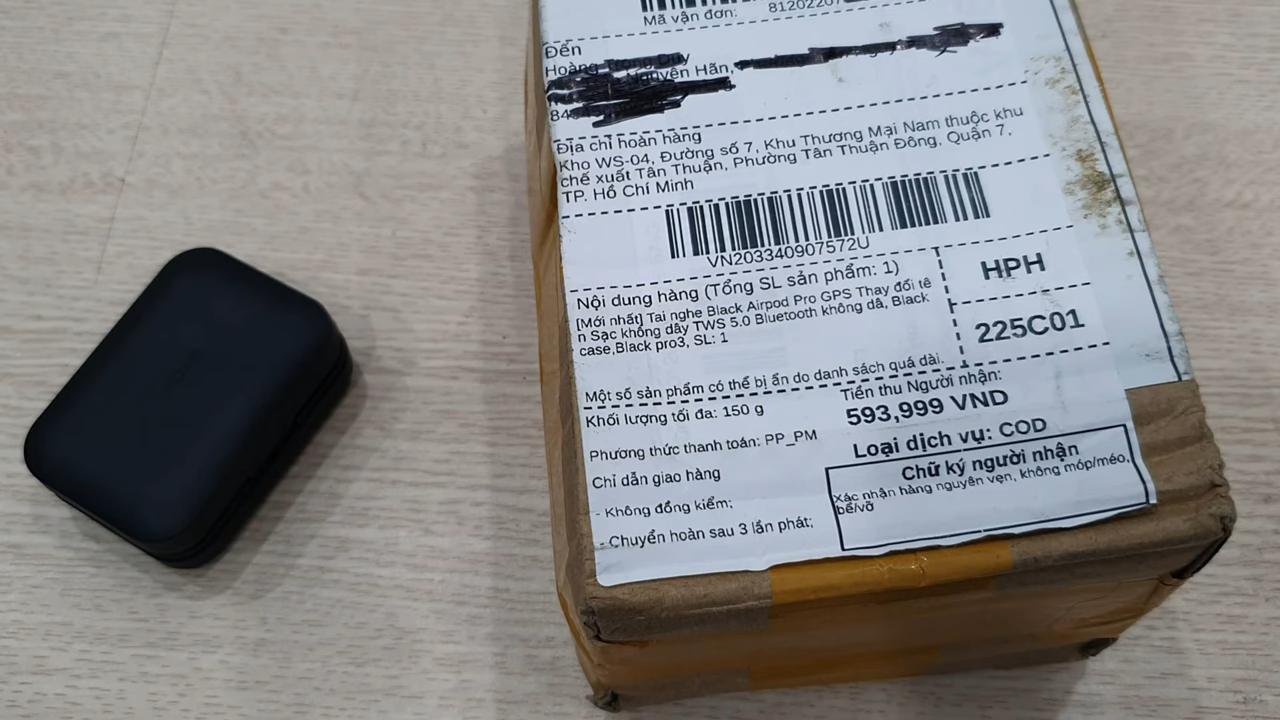 Mã vận đơn:
Đến
Hoàng Trọng Duy
Nguyên Hãn,
Địa chỉ hoàn hàng
Kho WS-04, Đường số 7, Khu Thương Mại Nam thuộc khu
chế xuất Tân Thuận, Phường Tân Thuận Đông, Quận 7,
TP. Hồ Chí Minh
VN203340907572U
HPH
225C01
Nội dung hàng (Tổng SL sản phẩm: 1)
[Mới nhất] Tai nghe Black Airpod Pro GPS Thay đổi tê
n Sạc không dây TWS 5.0 Bluetooth không dâ, Black
case,Black pro3, SL: 1
Một số sản phẩm có thể bị ẩn do danh sách quá dài.
Khối lượng tối đa: 150 g
Tiền thu Người nhận:
593,999 VND
Phương thức thanh toán: PP_PM
Loại dịch vụ: COD
Chỉ dẫn giao hàng
- Không đồng kiểm;
- Chuyển hoàn sau 3 lần phát;
Chữ ký người nhận
Xác nhận hàng nguyên vẹn, không móp/méo,
bể/vỡ